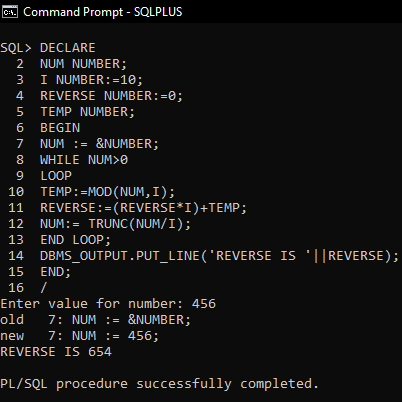 Command Prompt - SQLPLUS
SQL> DECLARE
2 NUM NUMBER;
3 I NUMBER:=10;
4 REVERSE NUMBER:=0;
5 TEMP NUMBER;
6 BEGIN
7 NUM := &NUMBER;
8 WHILE NUM>0
9 LOOP
10 TEMP:=MOD(NUM,I);
11 REVERSE:=(REVERSE*I)+TEMP;
12 NUM:= TRUNC(NUM/I);
13 END LOOP;
14 DBMS_OUTPUT.PUT_LINE('REVERSE IS '||REVERSE);
15 END;
16 /
Enter value for number: 456
old 7: NUM := &NUMBER;
new 7: NUM := 456;
REVERSE IS 654
PL/SQL procedure successfully completed.